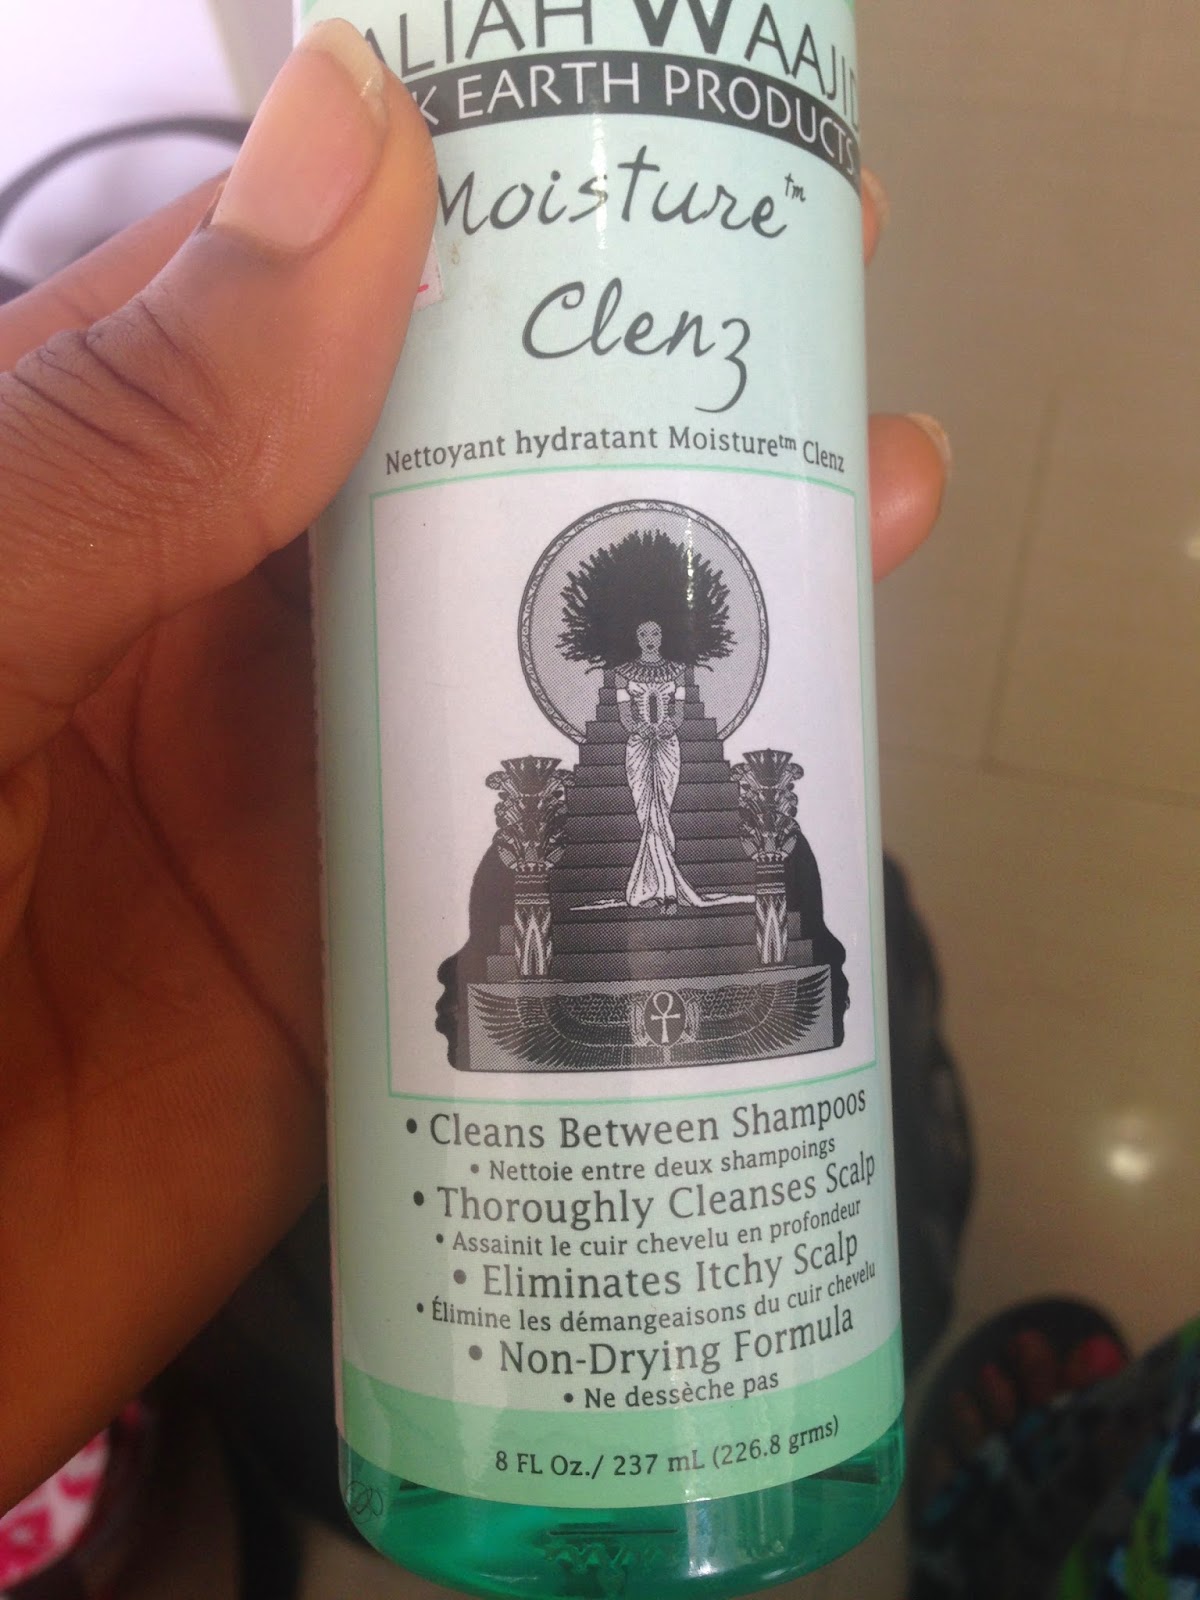 ALIAH WAAJID
K EARTH PRODUCTS
Moisture™
Clenz
Nettoyant hydratant Moisture™ Clenz
• Cleans Between Shampoos
• Nettoie entre deux shampoings
• Thoroughly Cleanses Scalp
• Assainit le cuir chevelu en profondeur
• Eliminates Itchy Scalp
• Élimine les démangeaisons du cuir chevelu
• Non-Drying Formula
• Ne dessèche pas
8 FL Oz./ 237 mL (226.8 grms)